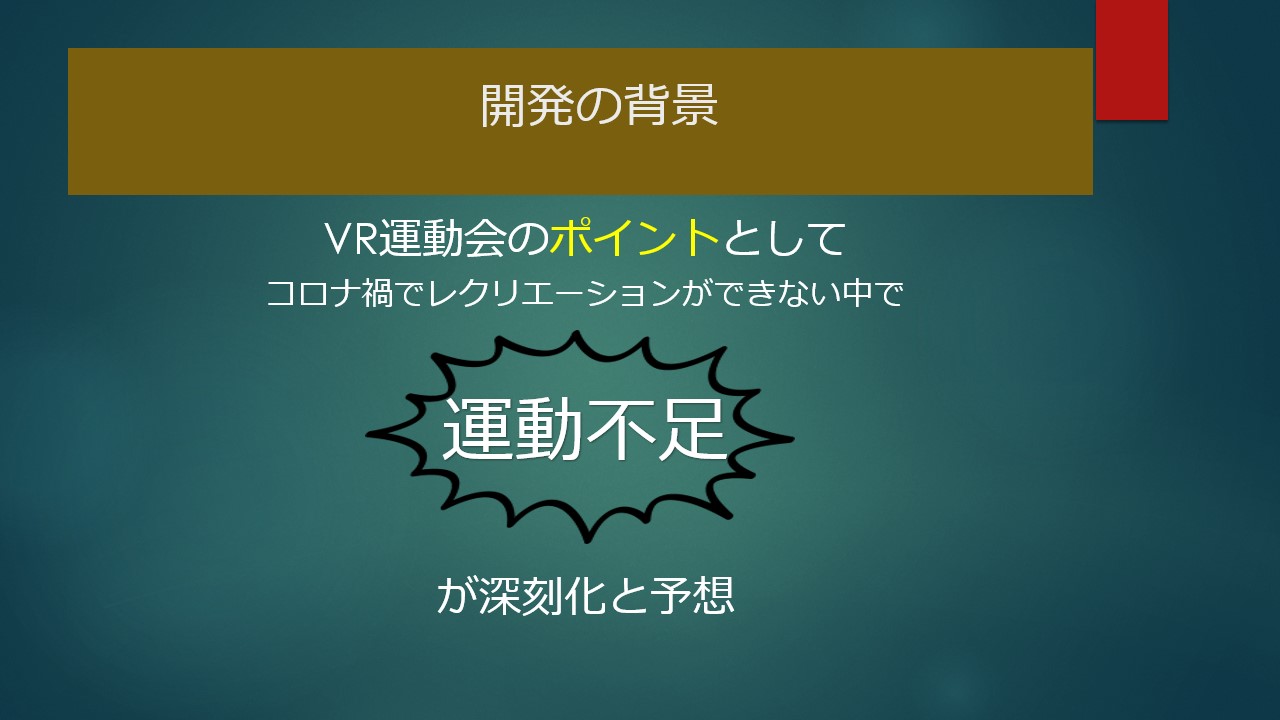 開発の背景
VR運動会のポイントとして
コロナ禍でレクリエーションができない中で
運動不足
が深刻化と予想